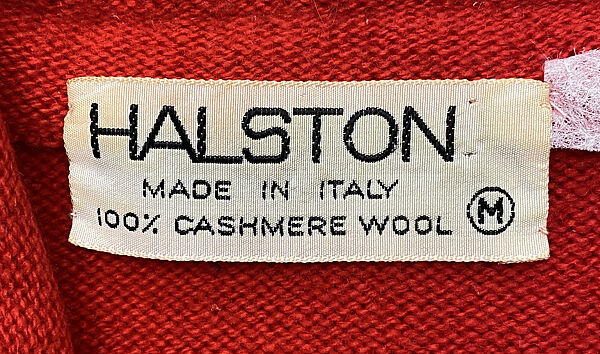 HALSTON
MADE IN ITALY
100% CASHMERE WOOL M